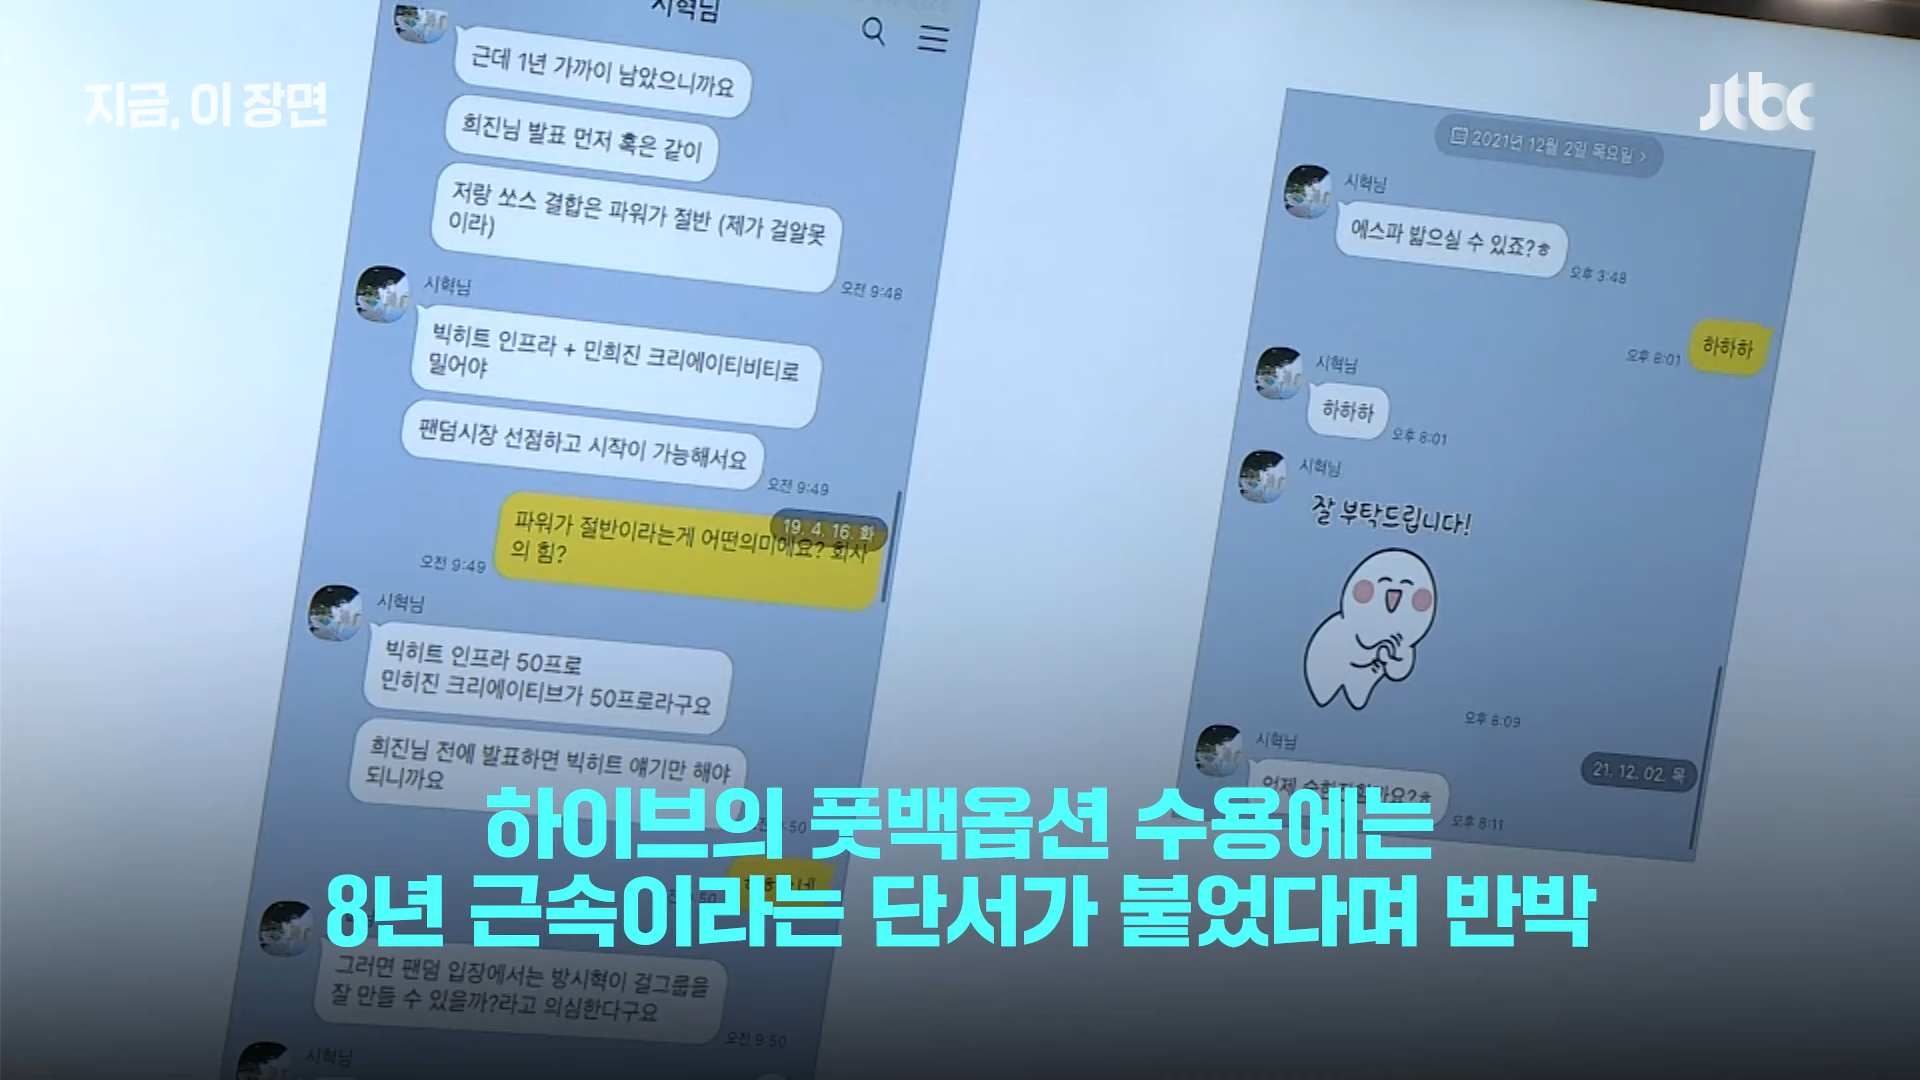 지금, 이 장면
jtbc
시혁님
근데 1년 가까이 남았으니까요
희진님 발표 먼저 혹은 같이
저랑 쏘스 결합은 파워가 절반 (제가 걸알못
이라)
오전 9:48
시혁님
빅히트 인프라 + 민희진 크리에이티비티로
밀어야
팬덤시장 선점하고 시작이 가능해서요
오전 9:49
19. 4. 16. 화
파워가 절반이라는게 어떤의미에요? 회사
의 힘?
오전 9:49
시혁님
빅히트 인프라 50프로
민희진 크리에이티브가 50프로라구요
희진님 전에 발표하면 빅히트 얘기만 해야
되니까요
그러면 팬덤 입장에서는 방시혁이 걸그룹을
잘 만들 수 있을까?라고 의심한다구요
오전 9:50
시혁님
2021년 12월 2일 목요일 >
시혁님
에스파 밟으실 수 있죠?ㅎ
오후 3:48
하하하
오후 8:01
시혁님
하하하
오후 8:01
시혁님
잘 부탁드립니다!
오후 8:09
시혁님
21. 12. 02. 목
오후 8:11
하이브의 풋백옵션 수용에는
8년 근속이라는 단서가 붙었다며 반박